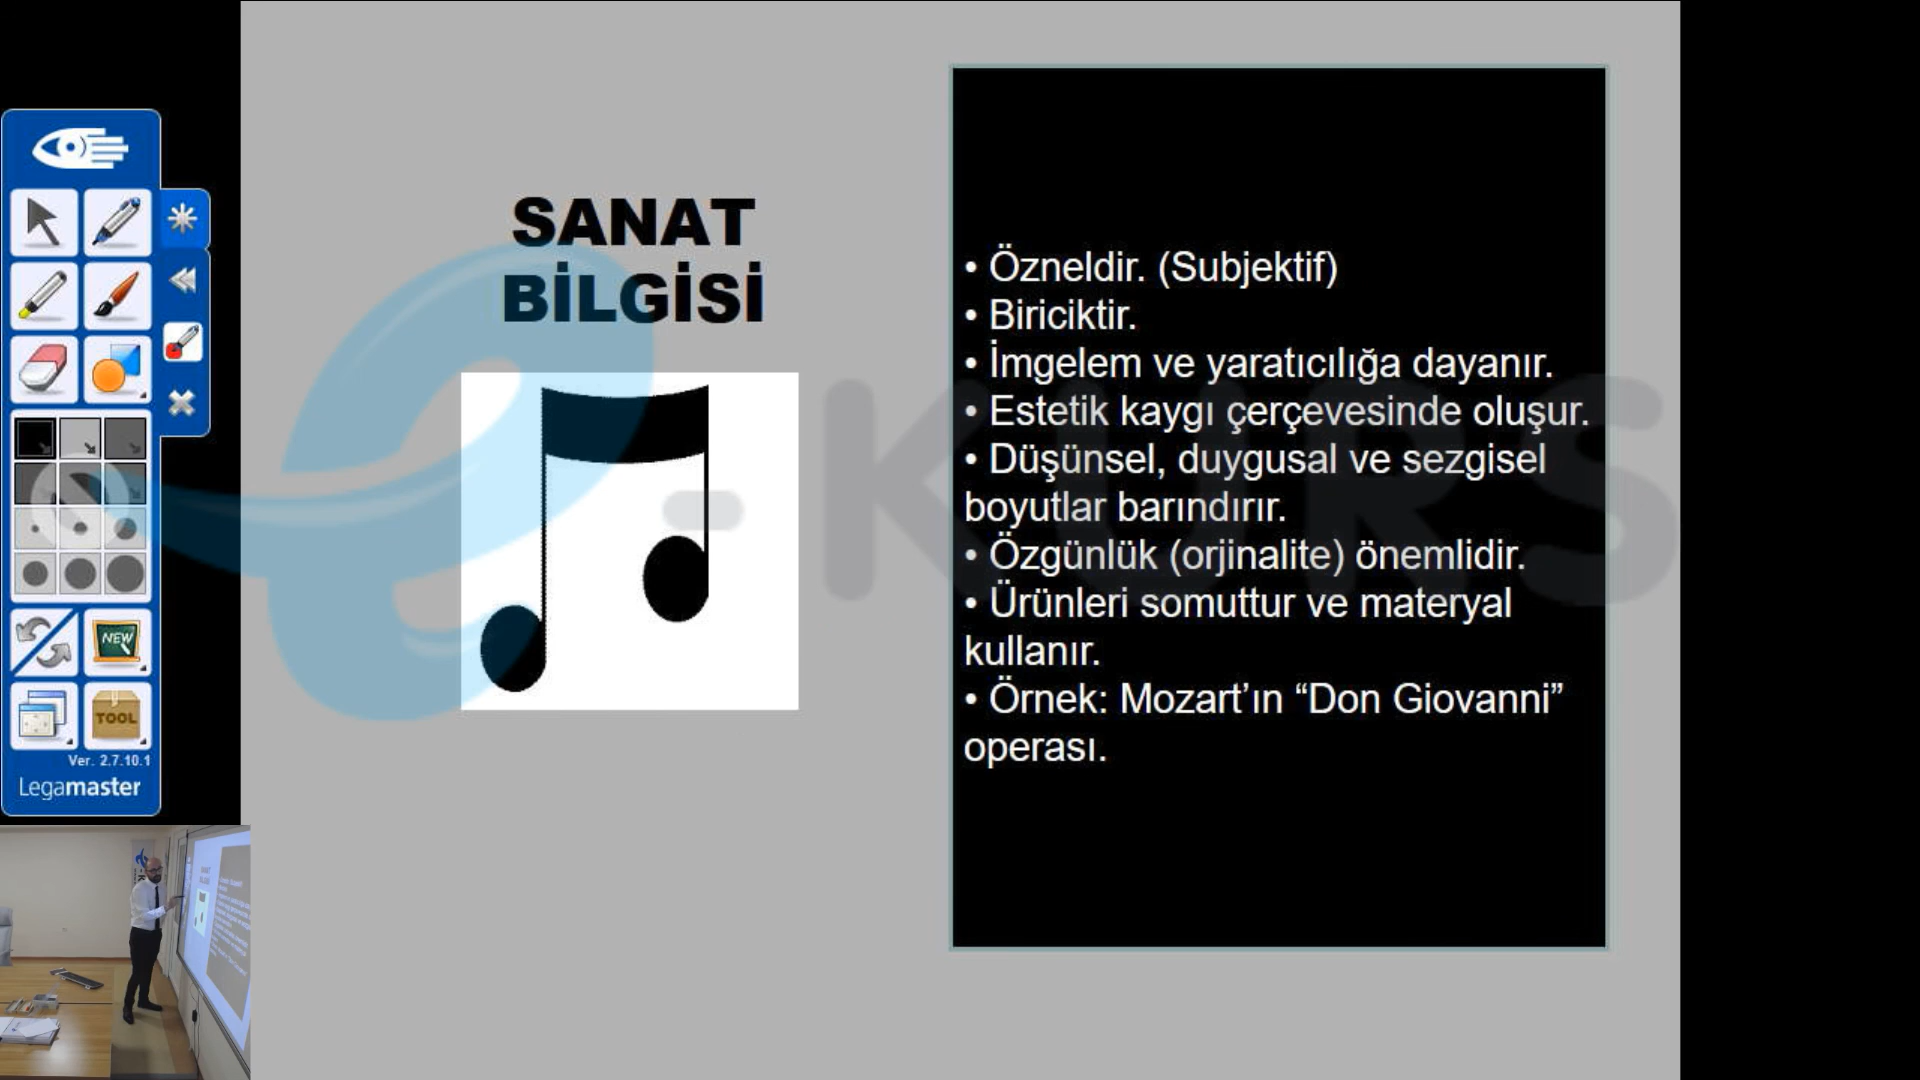 SANAT
BİLGİSİ
• Özneldir. (Subjektif)
• Biriciktir.
• İmgelem ve yaratıcılığa dayanır.
• Estetik kaygı çerçevesinde oluşur.
• Düşünsel, duygusal ve sezgisel
boyutlar barındırır.
• Özgünlük (orjinalite) önemlidir.
• Ürünleri somuttur ve materyal
kullanır.
• Örnek: Mozart’ın “Don Giovanni”
operası.
e-KURS
NEW
TOOL
Ver. 2.7.10.1
Legamaster